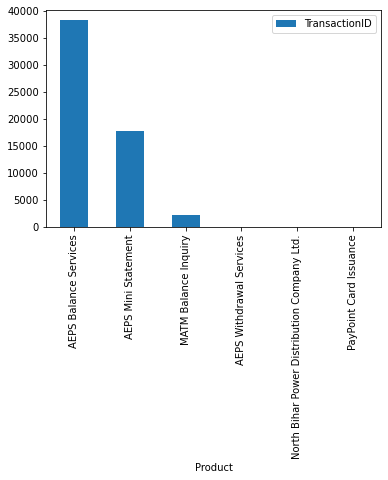 TransactionID
40000
35000
30000
25000
20000
15000
10000
5000
0
AEPS Balance Services
AEPS Mini Statement
MATM Balance Inquiry
AEPS Withdrawal Services
North Bihar Power Distribution Company Ltd.
PayPoint Card Issuance
Product